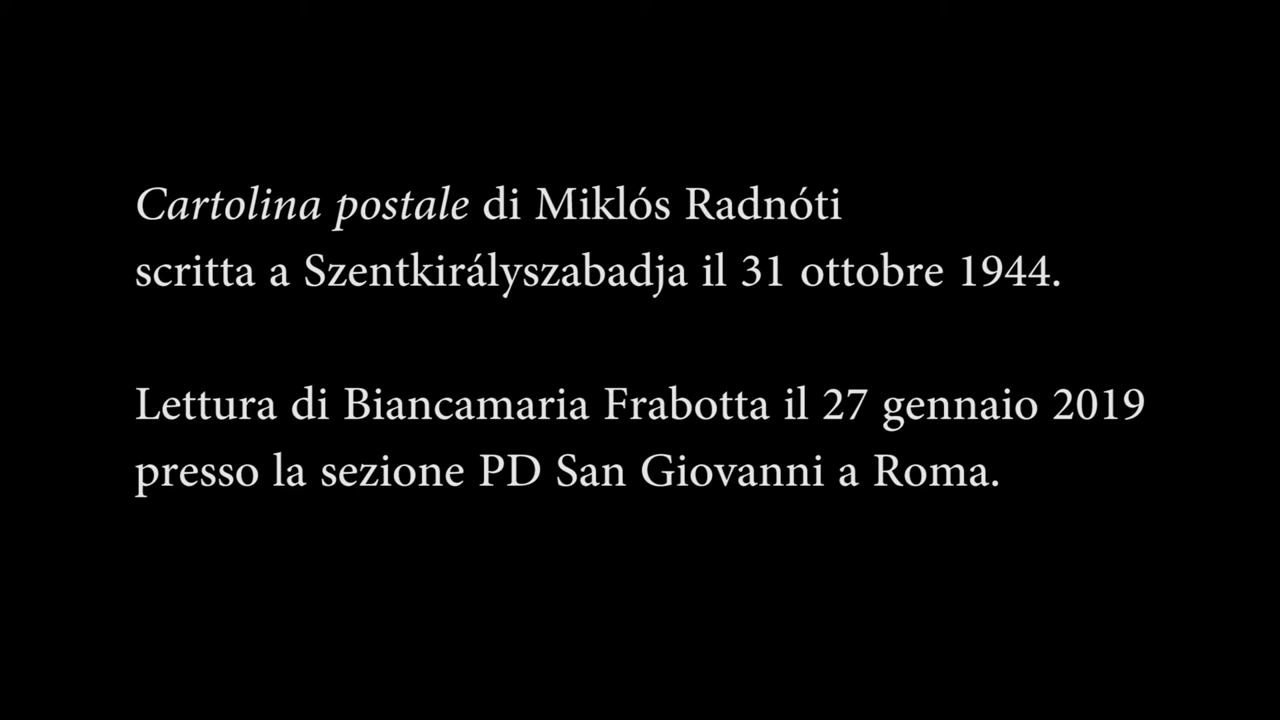 Cartolina postale di Miklós Radnóti
scritta a Szentkirályszabadja il 31 ottobre 1944.
Lettura di Biancamaria Frabotta il 27 gennaio 2019
presso la sezione PD San Giovanni a Roma.